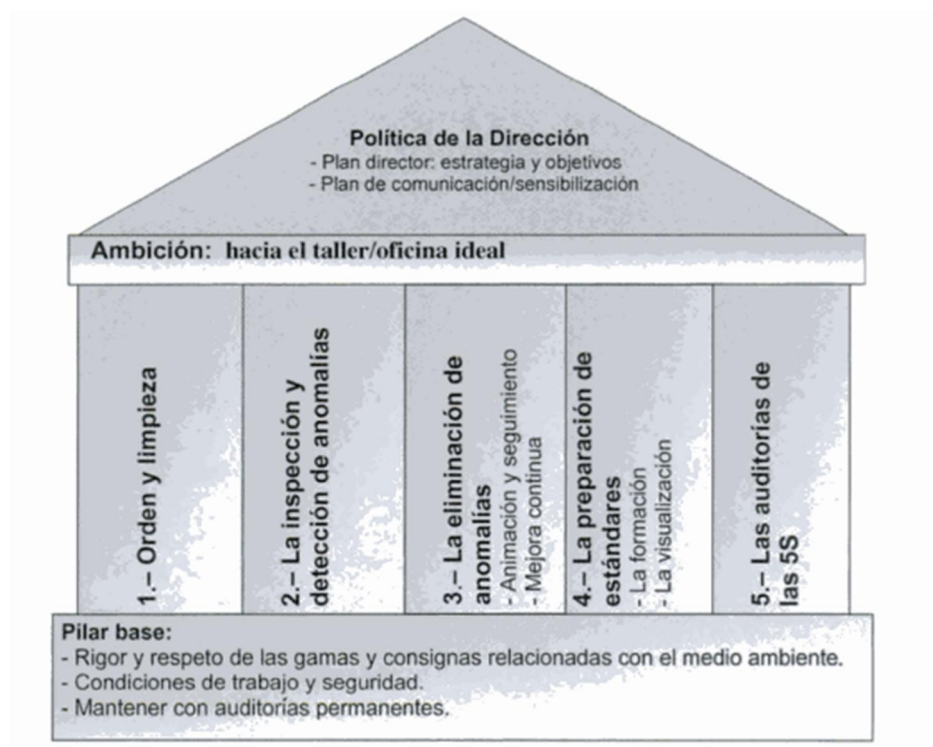 Política de la Dirección
- Plan director: estrategia y objetivos
- Plan de comunicación/sensibilización
Ambición: hacia el taller/oficina ideal
1.– Orden y limpieza
2.– La inspección y
detección de anomalías
3.– La eliminación de
anomalías
- Animación y seguimiento
- Mejora continua
4.– La preparación de
estándares
- La formación
- La visualización
5.– Las auditorías de
las 5S
Pilar base:
- Rigor y respeto de las gamas y consignas relacionadas con el medio ambiente.
- Condiciones de trabajo y seguridad.
- Mantener con auditorías permanentes.